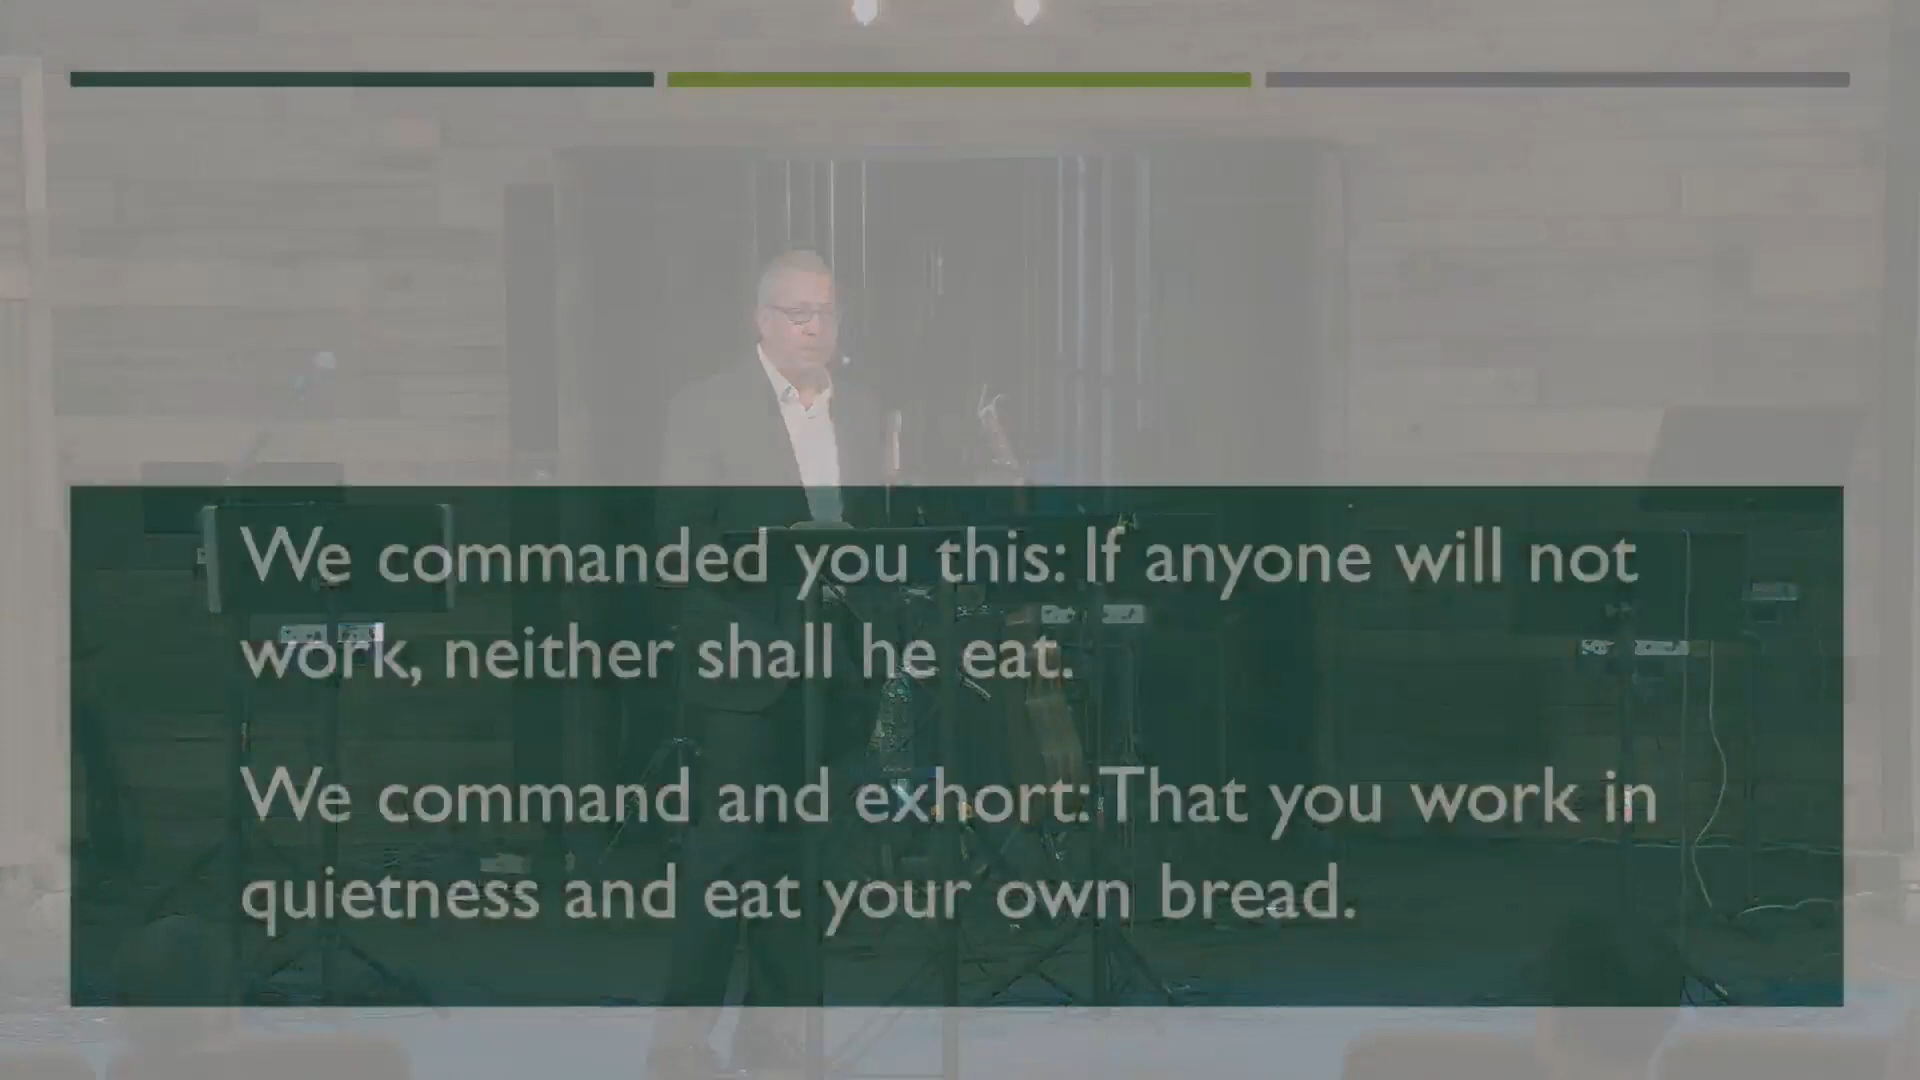 We commanded you this: If anyone will not
work, neither shall he eat.
We command and exhort: That you work in
quietness and eat your own bread.